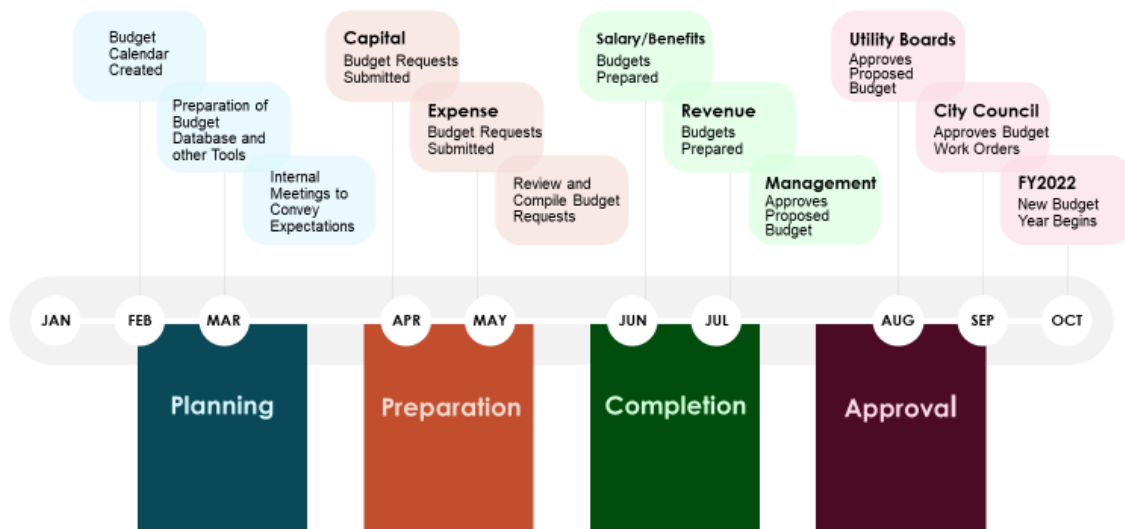 Budget
Calendar
Created
Preparation of
Budget
Database and
other Tools
Internal
Meetings to
Convey
Expectations
Capital
Budget Requests
Submitted
Expense
Budget Requests
Submitted
Review and
Compile Budget
Requests
Salary/Benefits
Budgets
Prepared
Revenue
Budgets
Prepared
Management
Approves
Proposed
Budget
Utility Boards
Approves
Proposed
Budget
City Council
Approves Budget
Work Orders
FY2022
New Budget
Year Begins
JAN FEB MAR APR MAY JUN JUL AUG SEP OCT
Planning Preparation Completion Approval